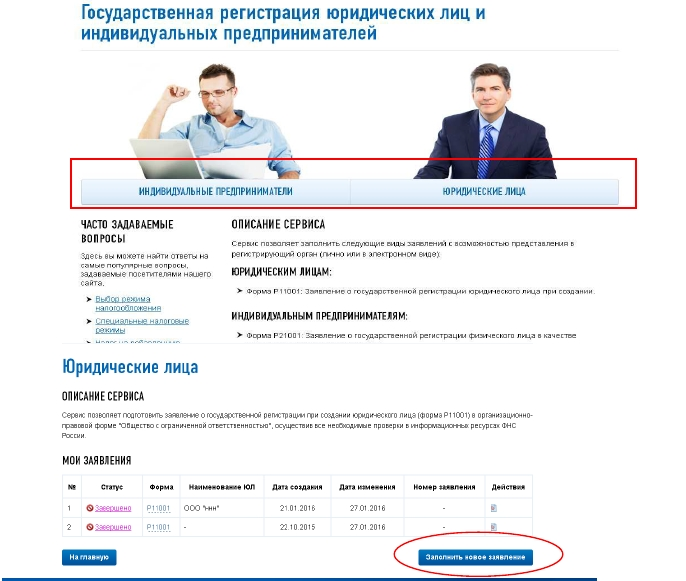 Государственная регистрация юридических лиц и
индивидуальных предпринимателей
ИНДИВИДУАЛЬНЫЕ ПРЕДПРИНИМАТЕЛИ
ЮРИДИЧЕСКИЕ ЛИЦА
ЧАСТО ЗАДАВАЕМЫЕ
ВОПРОСЫ
Здесь вы можете найти ответы на
самые популярные вопросы,
задаваемые посетителями нашего
сайта.
Выбор режима
налогообложения
Специальные налоговые
режимы
ОПИСАНИЕ СЕРВИСА
Сервис позволяет заполнить следующие виды заявлений с возможностью представления в
регистрирующий орган (лично или в электронном виде):
ЮРИДИЧЕСКИМ ЛИЦАМ:
Форма Р11001: Заявление о государственной регистрации юридического лица при создании.
ИНДИВИДУАЛЬНЫМ ПРЕДПРИНИМАТЕЛЯМ:
Форма Р21001: Заявление о государственной регистрации физического лица в качестве
Юридические лица
ОПИСАНИЕ СЕРВИСА
Сервис позволяет подготовить заявление о государственной регистрации при создании юридического лица (форма Р11001) в организационно-
правовой форме "Общество с ограниченной ответственностью", осуществив все необходимые проверки в информационных ресурсах ФНС
России.
МОИ ЗАЯВЛЕНИЯ
№ Статус Форма Наименование ЮЛ Дата создания Дата изменения Номер заявления Действия
1 Завершено Р11001 ООО "ннн" 21.01.2016 27.01.2016 -
2 Завершено Р11001 - 22.10.2015 27.01.2016 -
На главную
Заполнить новое заявление